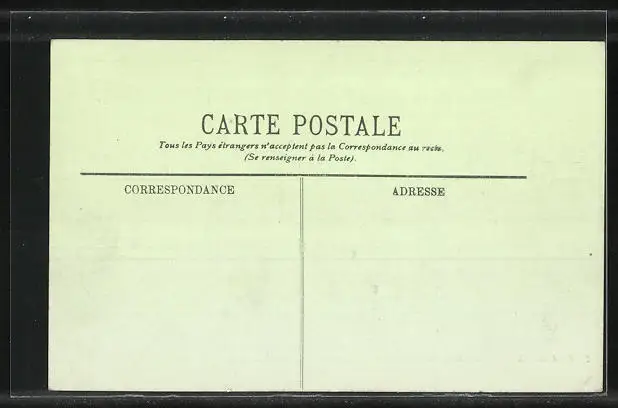 CARTE POSTALE
Tous les Pays étrangers n'acceptent pas la Correspondance au recto.
(Se renseigner à la Poste).
CORRESPONDANCE
ADRESSE